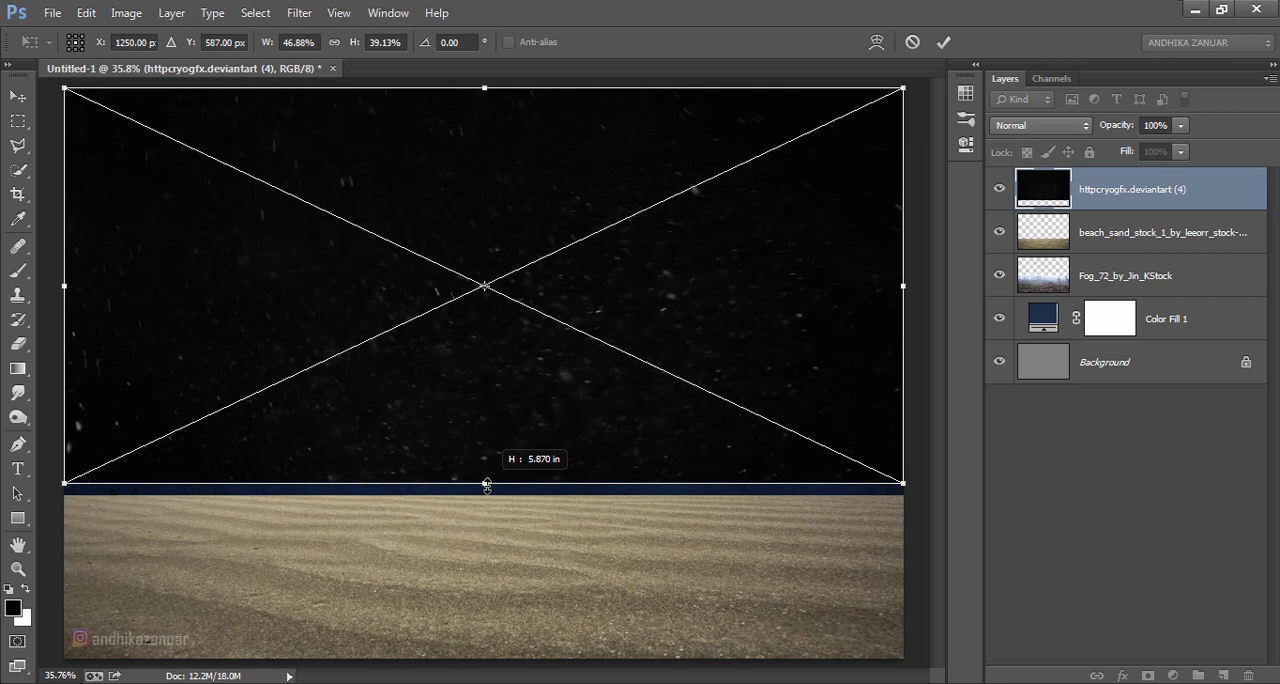 Ps File Edit Image Layer Type Select Filter View Window Help
X: 1250.00 p: Y: 587.00 px W: 46.88% H: 39.13% 0.00 ° Anti-alias ANDHIKA ZANUAR
Untitled-1 @ 35.8% (httpcryogfx.deviantart (4), RGB/8) * ×
Layers Channels
Kind
Normal Opacity: 100%
Lock: Fill: 100%
httpcryogfx.deviantart (4)
beach_sand_stock_1_by_leeorr_stock-...
Fog_72_by_Jin_KStock
Color Fill 1
Background
H : 5.870 in
andhikazanuar
35.76% Doc: 12.2M/18.0M